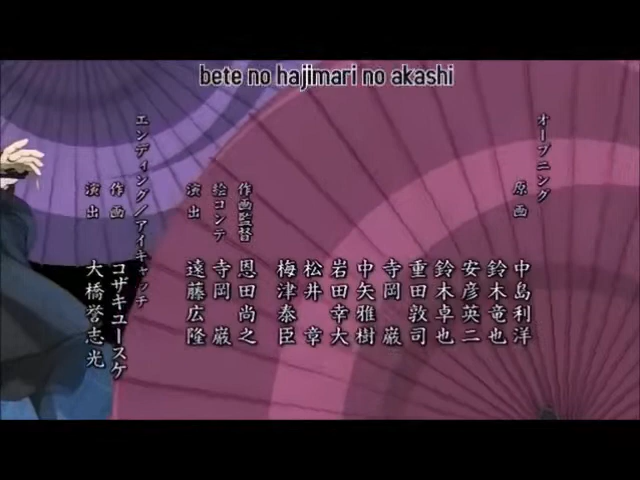 bete no hajimari no akashi
オープニング
原画
中島利洋
鈴木竜也
安彦英二
鈴木卓也
重田敦司
寺岡巌
中矢雅樹
岩田幸大
松井章
梅津泰臣
作画監督
恩田尚之
絵コンテ
寺岡巌
演出
遠藤広隆
エンディング/アイキャッチ
作画
コザキユースケ
演出
大橋誉志光